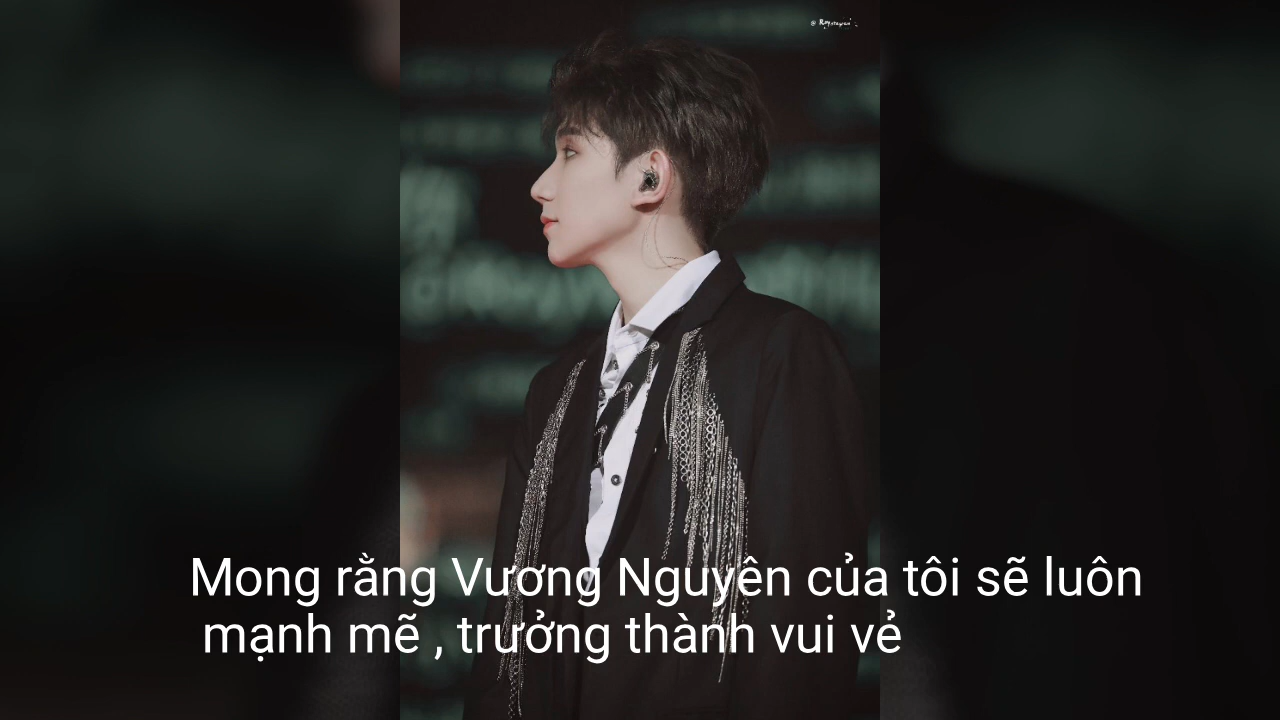 Mong rằng Vương Nguyên của tôi sẽ luôn
mạnh mẽ , trưởng thành vui vẻ